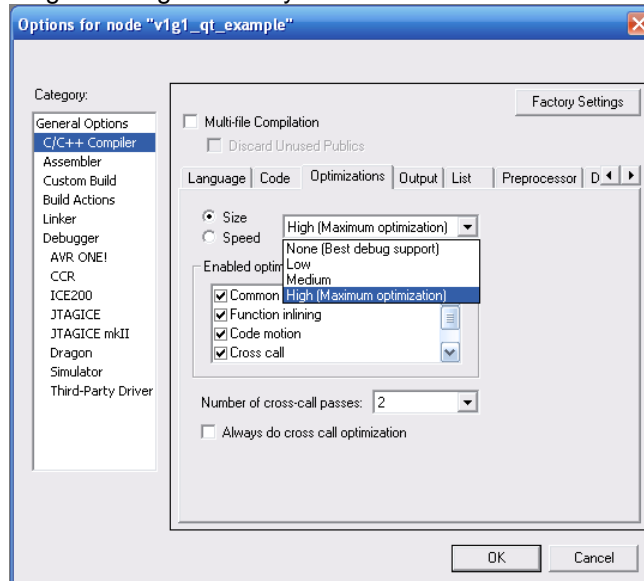 Options for node "v1g1_qt_example"
Category:
General Options
C/C++ Compiler
Assembler
Custom Build
Build Actions
Linker
Debugger
AVR ONE!
CCR
ICE200
JTAGICE
JTAGICE mkII
Dragon
Simulator
Third-Party Driver
Factory Settings
Multi-file Compilation
Discard Unused Publics
Language Code Optimizations Output List Preprocessor D
Size
Speed
High (Maximum optimization)
None (Best debug support)
Low
Medium
High (Maximum optimization)
Enabled optim
Common
Function inlining
Code motion
Cross call
Number of cross-call passes: 2
Always do cross call optimization
OK Cancel